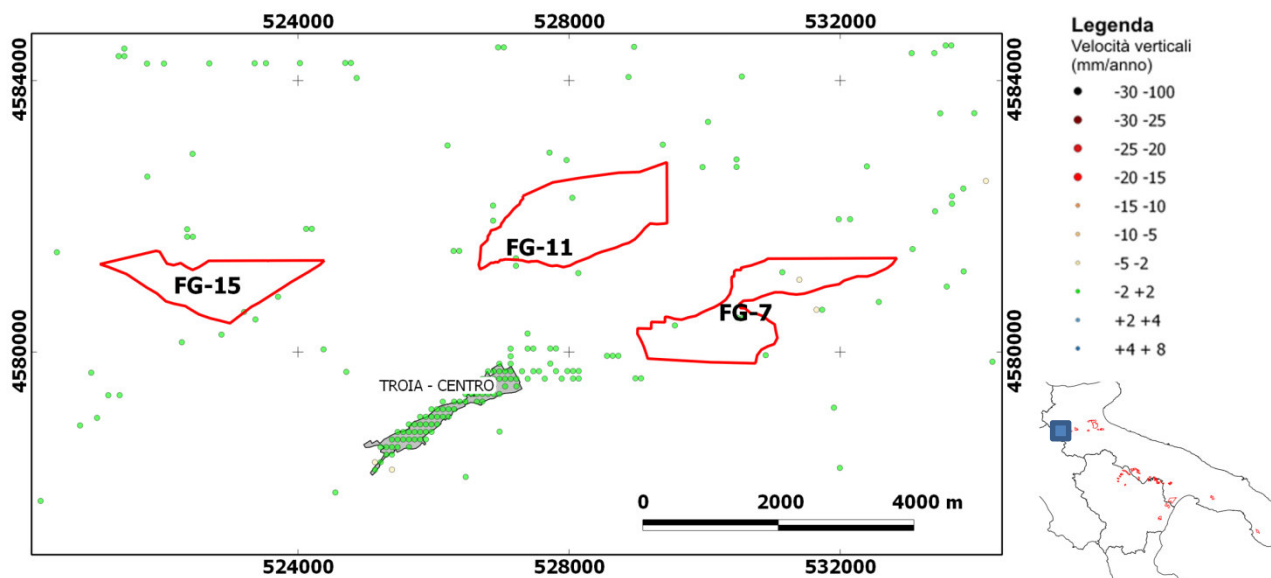 524000 528000 532000
4584000 4584000
4580000 4580000
FG-11
FG-15
FG-7
TROIA - CENTRO
0 2000 4000 m
524000 528000 532000
Legenda
Velocità verticali
(mm/anno)
-30 -100
-30 -25
-25 -20
-20 -15
-15 -10
-10 -5
-5 -2
-2 +2
+2 +4
+4 + 8